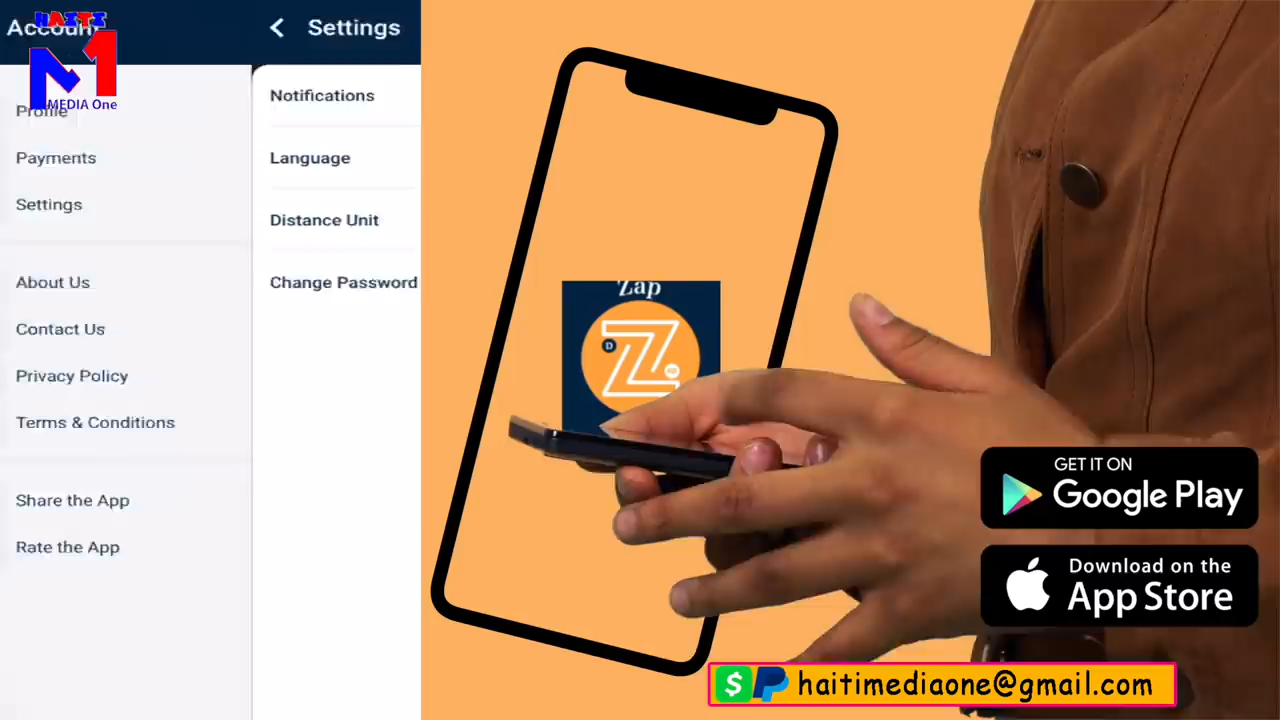 HAITI
M1
MEDIA One
Account
Profile
Payments
Settings
About Us
Contact Us
Privacy Policy
Terms & Conditions
Share the App
Rate the App
Settings
Notifications
Language
Distance Unit
Change Password
Zap
Z
D
GET IT ON
Google Play
Download on the
App Store
$ P haitimediaone@gmail.com